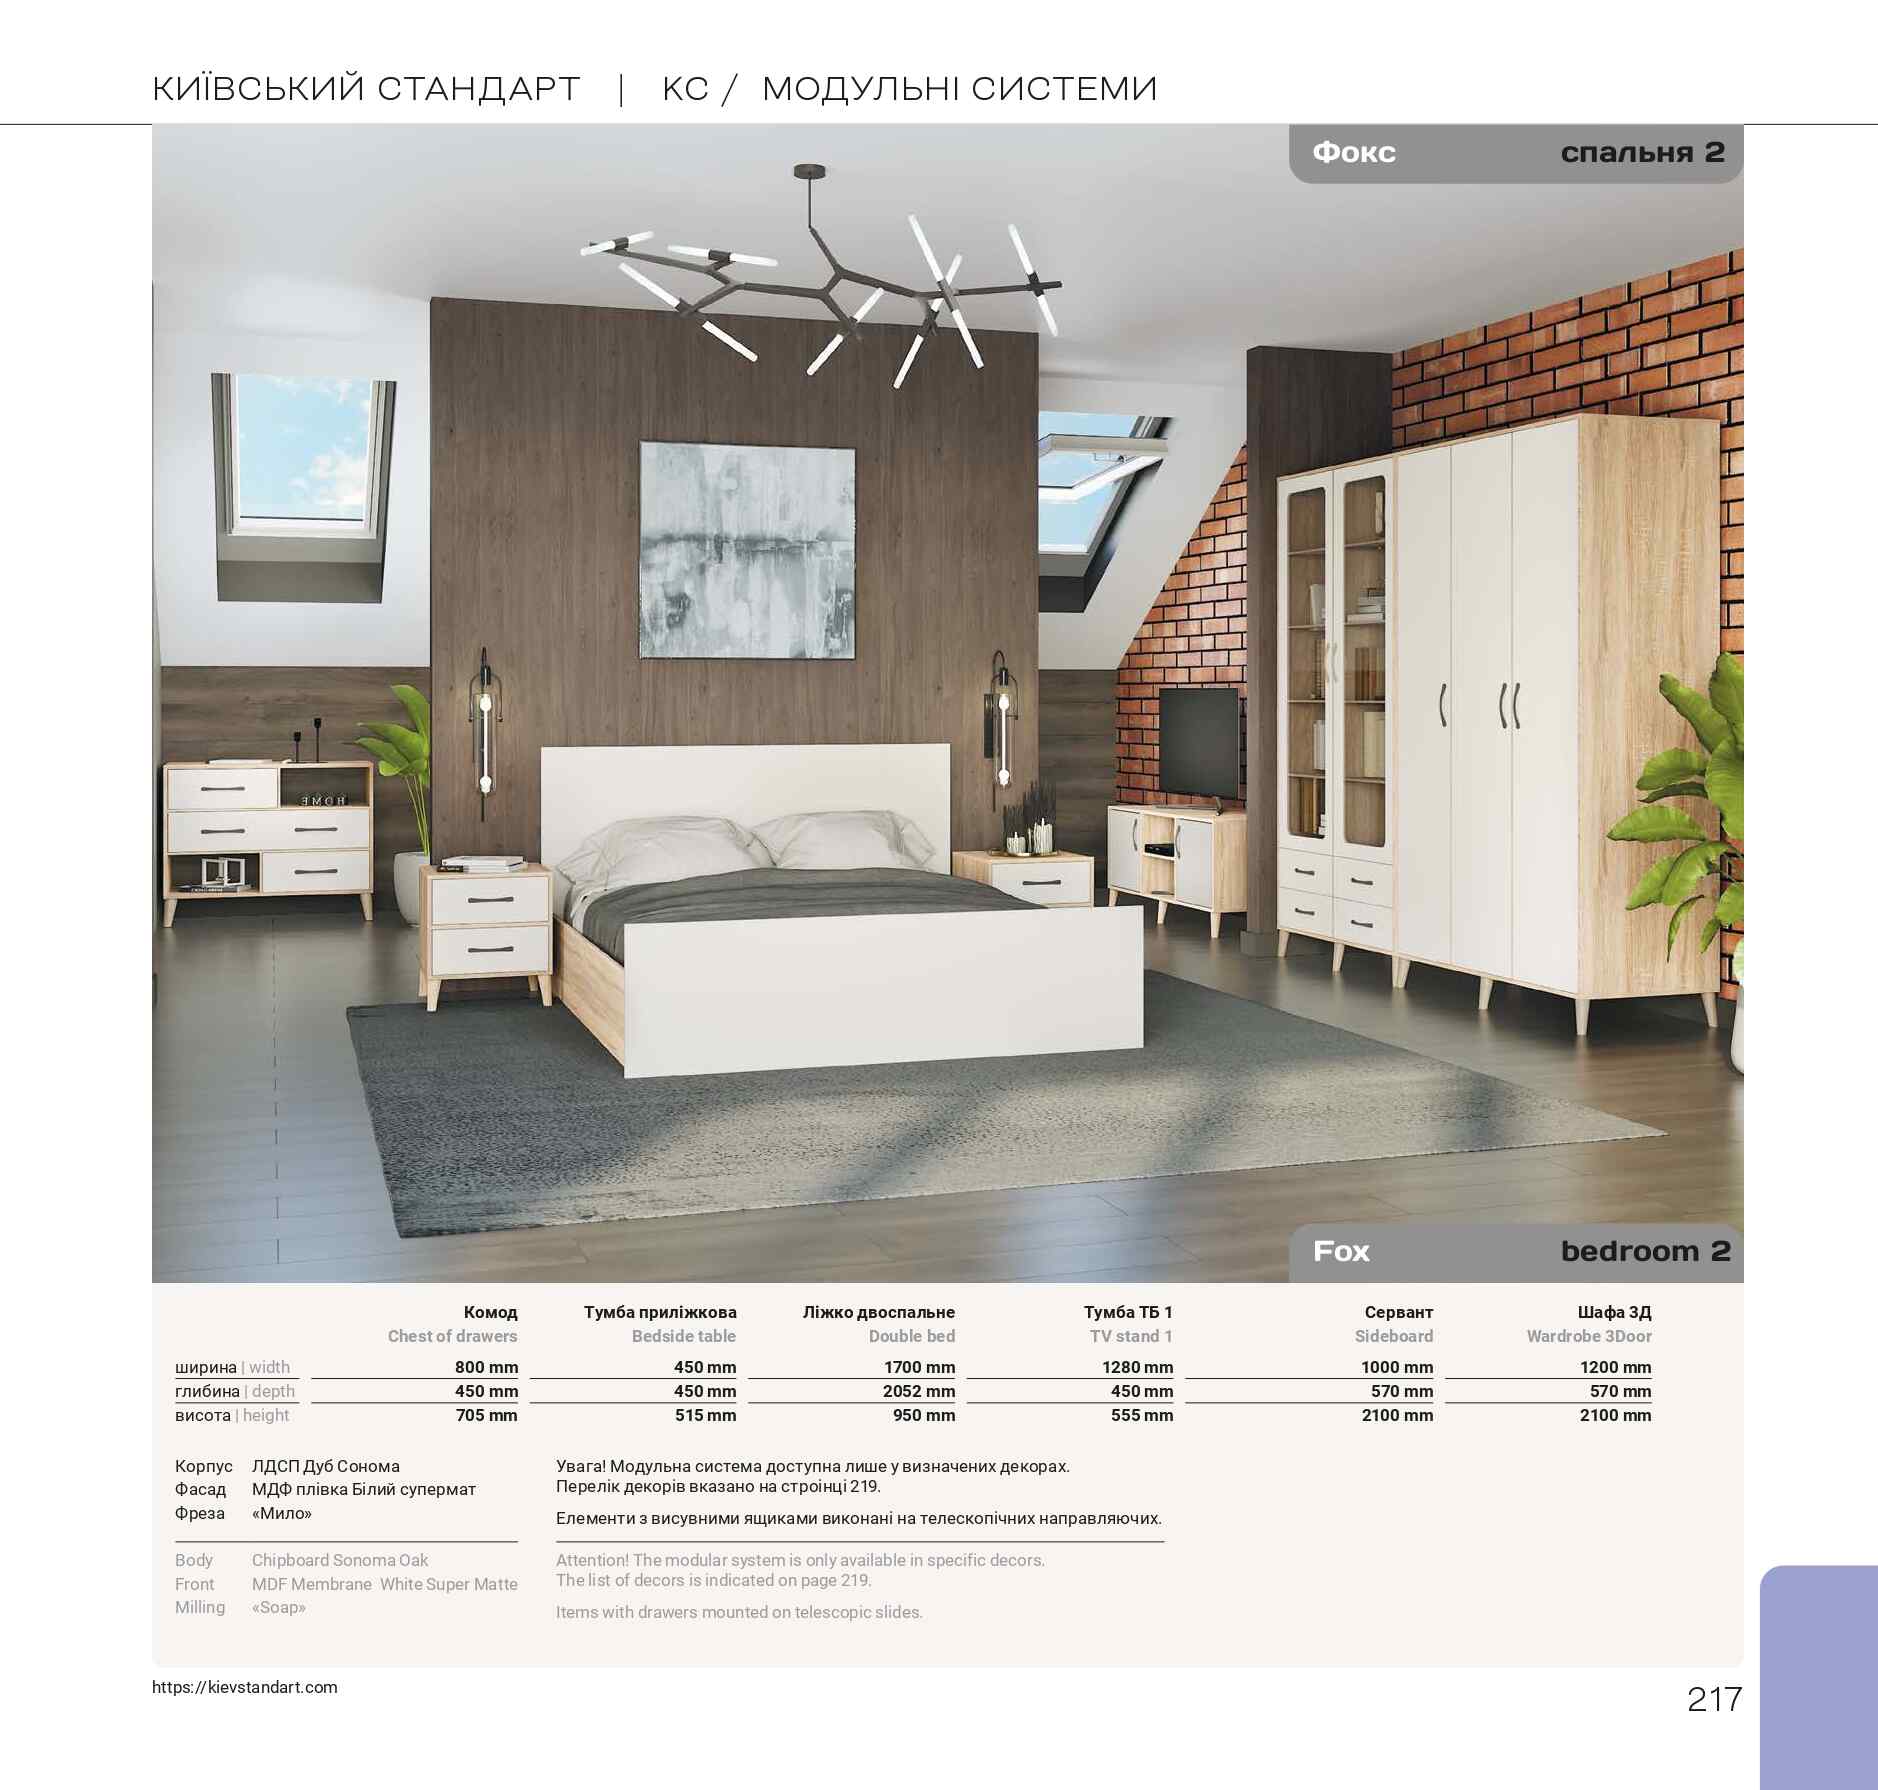 КИЇВСЬКИЙ СТАНДАРТ | КС / МОДУЛЬНІ СИСТЕМИ
Фокс спальня 2
HOME
Fox bedroom 2
Комод Тумба приліжкова Ліжко двоспальне Тумба ТБ 1 Сервант Шафа 3Д
Chest of drawers Bedside table Double bed TV stand 1 Sideboard Wardrobe 3Door
ширина | width 800 mm 450 mm 1700 mm 1280 mm 1000 mm 1200 mm
глибина | depth 450 mm 450 mm 2052 mm 450 mm 570 mm 570 mm
висота | height 705 mm 515 mm 950 mm 555 mm 2100 mm 2100 mm
Корпус ЛДСП Дуб Сонома
Фасад МДФ плівка Білий супермат
Фреза «Мило»
Body Chipboard Sonoma Oak
Front MDF Membrane White Super Matte
Milling «Soap»
Увага! Модульна система доступна лише у визначених декорах.
Перелік декорів вказано на строінці 219.
Елементи з висувними ящиками виконані на телескопічних направляючих.
Attention! The modular system is only available in specific decors.
The list of decors is indicated on page 219.
Items with drawers mounted on telescopic slides.
https://kievstandart.com
217